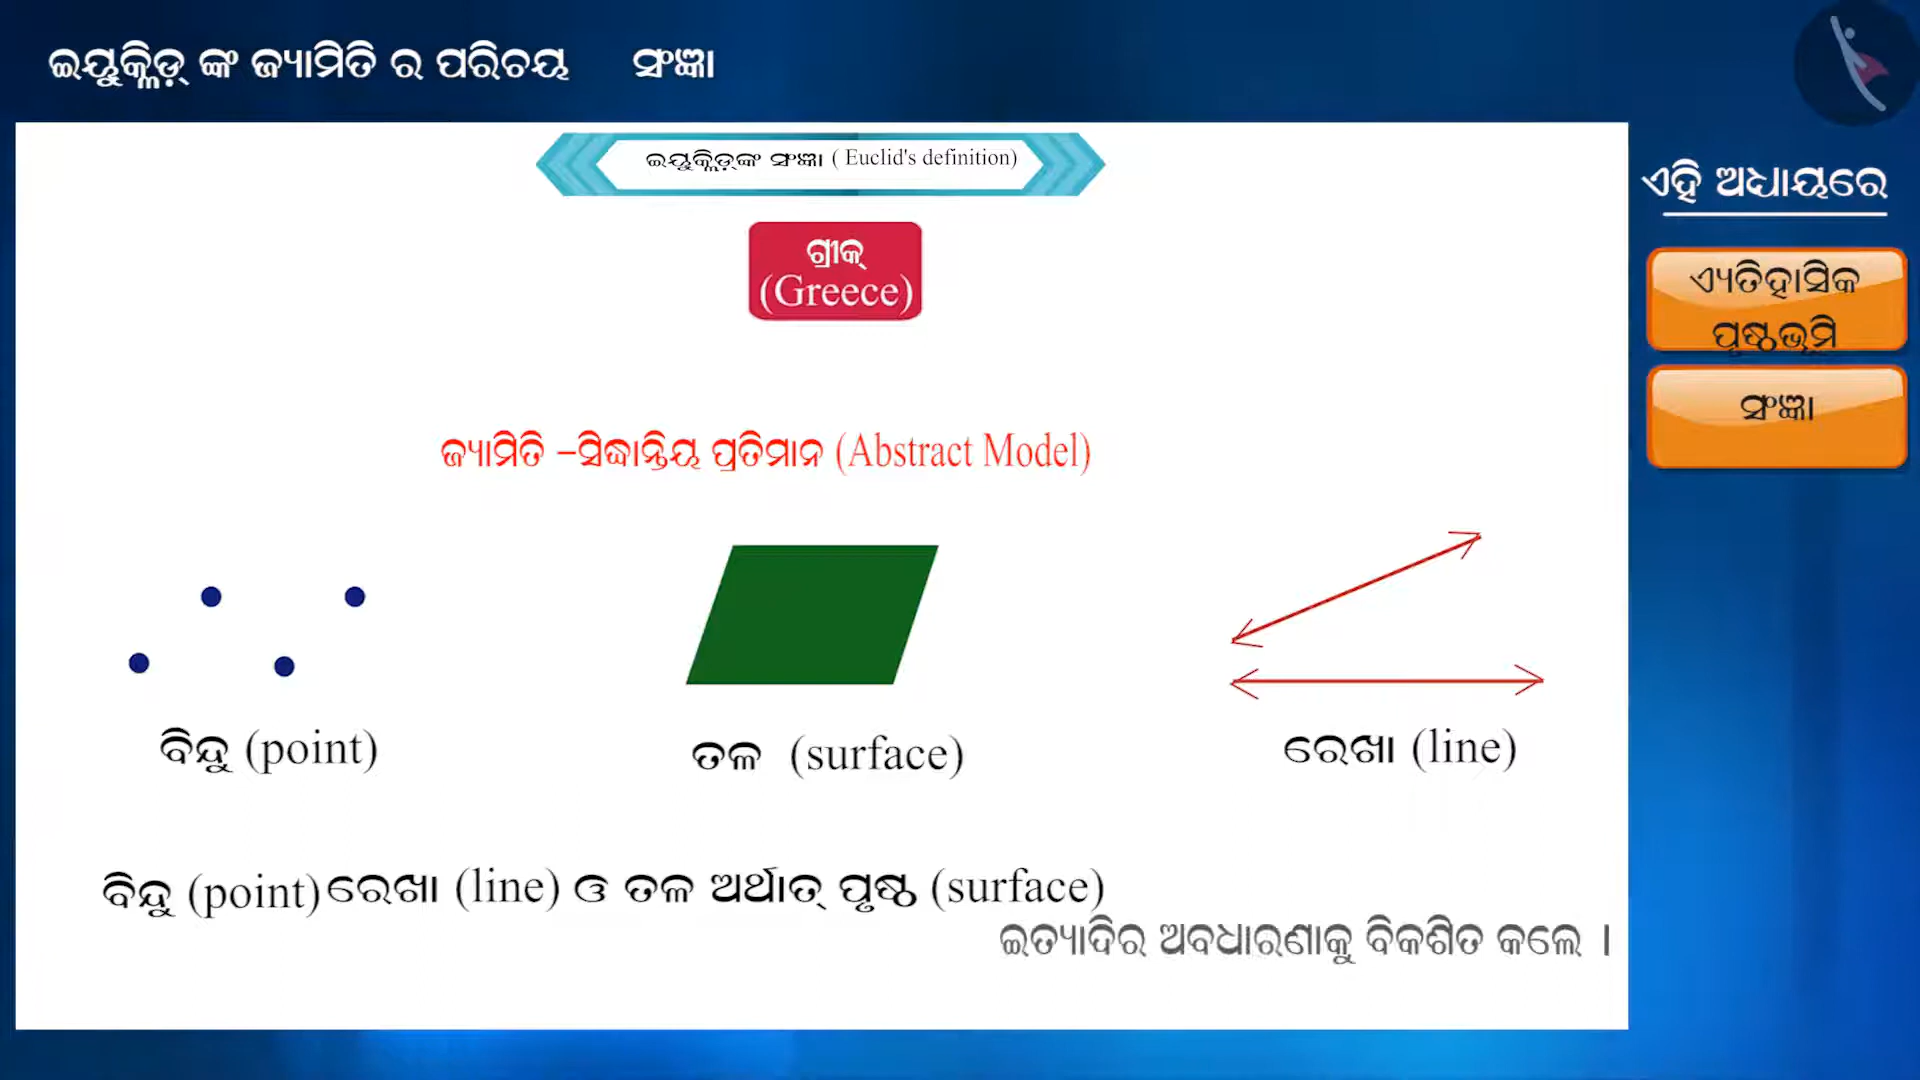 ଇୟୁକ୍ଲିଡ଼୍ ଙ୍କ ଜ୍ୟାମିତି ର ପରିଚୟ ସଂଜ୍ଞା
ଇୟୁକ୍ଲିଡ଼୍‌ଙ୍କ ସଂଜ୍ଞା ( Euclid's definition)
ଗ୍ରୀକ୍
(Greece)
ଜ୍ୟାମିତି –ସିଦ୍ଧାନ୍ତିୟ ପ୍ରତିମାନ (Abstract Model)
ବିନ୍ଦୁ (point)
ତଳ (surface)
ରେଖା (line)
ବିନ୍ଦୁ (point) ରେଖା (line) ଓ ତଳ ଅର୍ଥାତ୍ ପୃଷ୍ଠ (surface)
ଇତ୍ୟାଦିର ଅବଧାରଣାକୁ ବିକଶିତ କଲେ ।
ଏହି ଅଧ୍ୟାୟରେ
ଏ୍ୟତିହାସିକ
ପୃଷ୍ଠଭୂମି
ସଂଜ୍ଞା